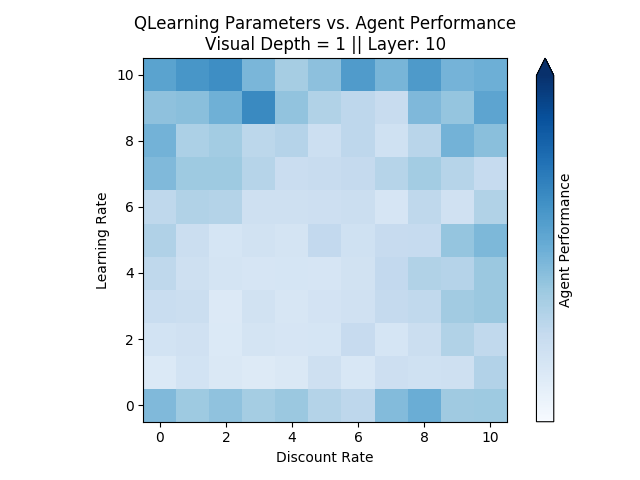 QLearning Parameters vs. Agent Performance
Visual Depth = 1 || Layer: 10
10
8
6
4
2
0
Learning Rate
0 2 4 6 8 10
Discount Rate
Agent Performance